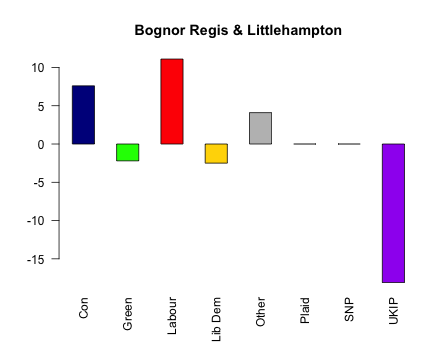 Bognor Regis & Littlehampton
10
5
0
-5
-10
-15
Con
Green
Labour
Lib Dem
Other
Plaid
SNP
UKIP